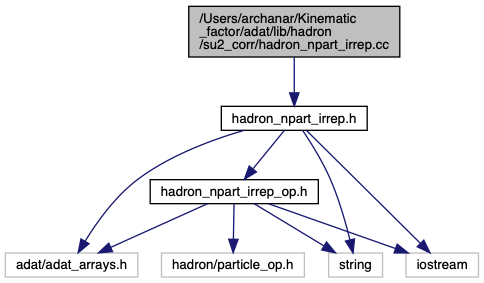 /Users/archanar/Kinematic
_factor/adat/lib/hadron
/su2_corr/hadron_npart_irrep.cc
hadron_npart_irrep.h
hadron_npart_irrep_op.h
adat/adat_arrays.h
hadron/particle_op.h
string
iostream